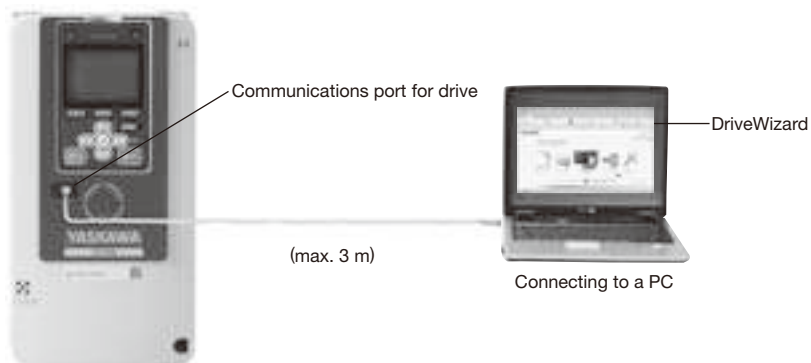 Communications port for drive
DriveWizard
YASKAWA
(max. 3 m)
Connecting to a PC